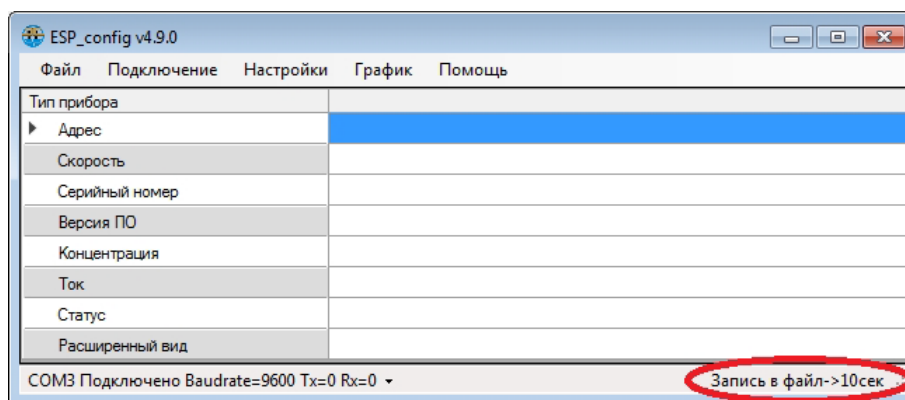 ESP_config v4.9.0
Файл Подключение Настройки График Помощь
Тип прибора
Адрес
Скорость
Серийный номер
Версия ПО
Концентрация
Ток
Статус
Расширенный вид
COM3 Подключено Baudrate=9600 Tx=0 Rx=0 Запись в файл->10сек